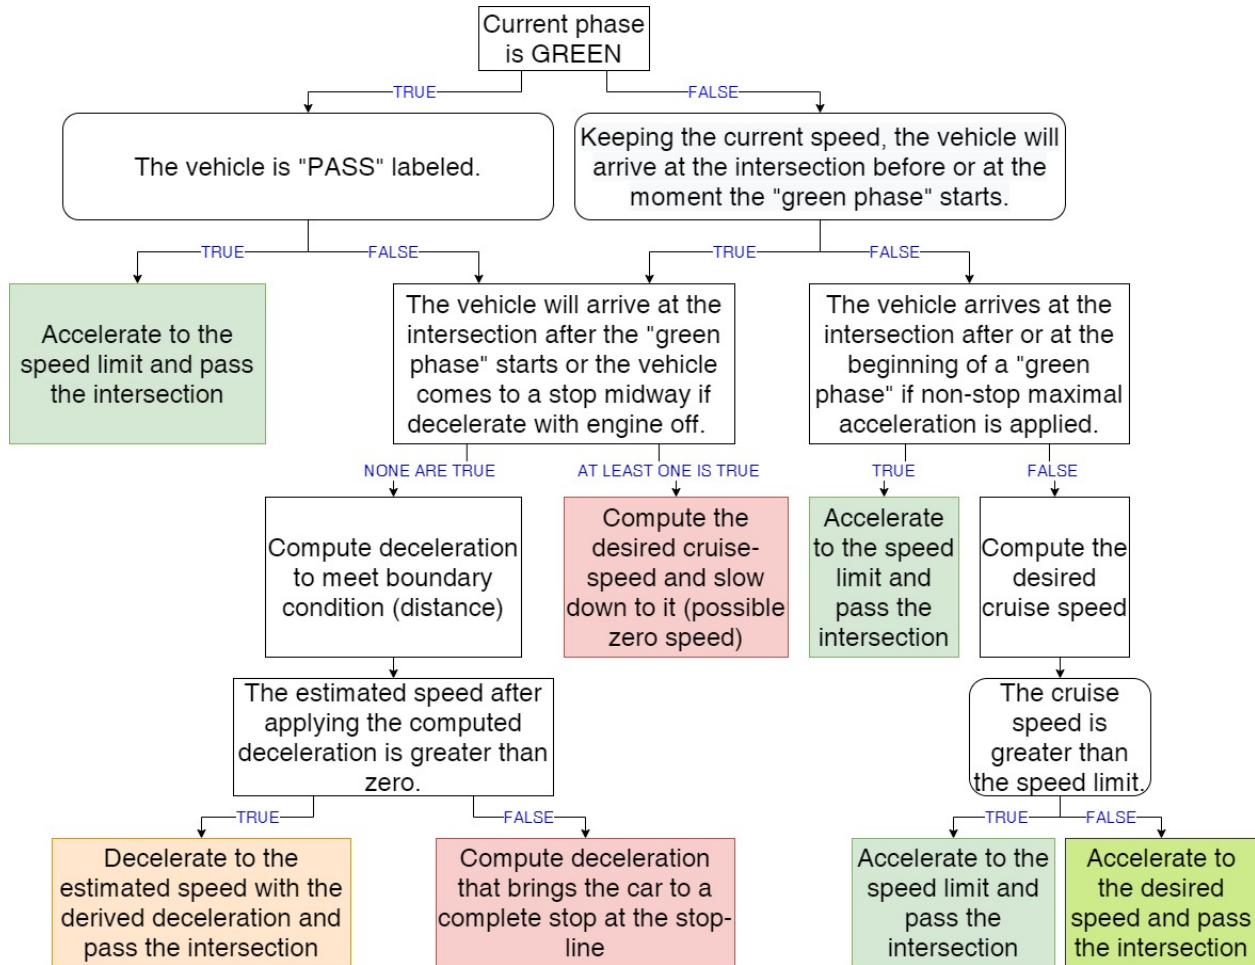 Current phase
is GREEN
TRUE
FALSE
The vehicle is "PASS" labeled.
Keeping the current speed, the vehicle will
arrive at the intersection before or at the
moment the "green phase" starts.
TRUE
FALSE
TRUE
FALSE
Accelerate to the
speed limit and pass
the intersection
The vehicle will arrive at the
intersection after the "green
phase" starts or the vehicle
comes to a stop midway if
decelerate with engine off.
The vehicle arrives at the
intersection after or at the
beginning of a "green
phase" if non-stop maximal
acceleration is applied.
NONE ARE TRUE
AT LEAST ONE IS TRUE
TRUE
FALSE
Compute deceleration
to meet boundary
condition (distance)
Compute the
desired cruise-
speed and slow
down to it (possible
zero speed)
Accelerate
to the speed
limit and
pass the
intersection
Compute the
desired
cruise speed
The estimated speed after
applying the computed
deceleration is greater than
zero.
The cruise
speed is
greater than
the speed limit.
TRUE
FALSE
TRUE
FALSE
Decelerate to the
estimated speed with the
derived deceleration and
pass the intersection
Compute deceleration
that brings the car to a
complete stop at the stop-
line
Accelerate to the
speed limit and
pass the
intersection
Accelerate to
the desired
speed and pass
the intersection